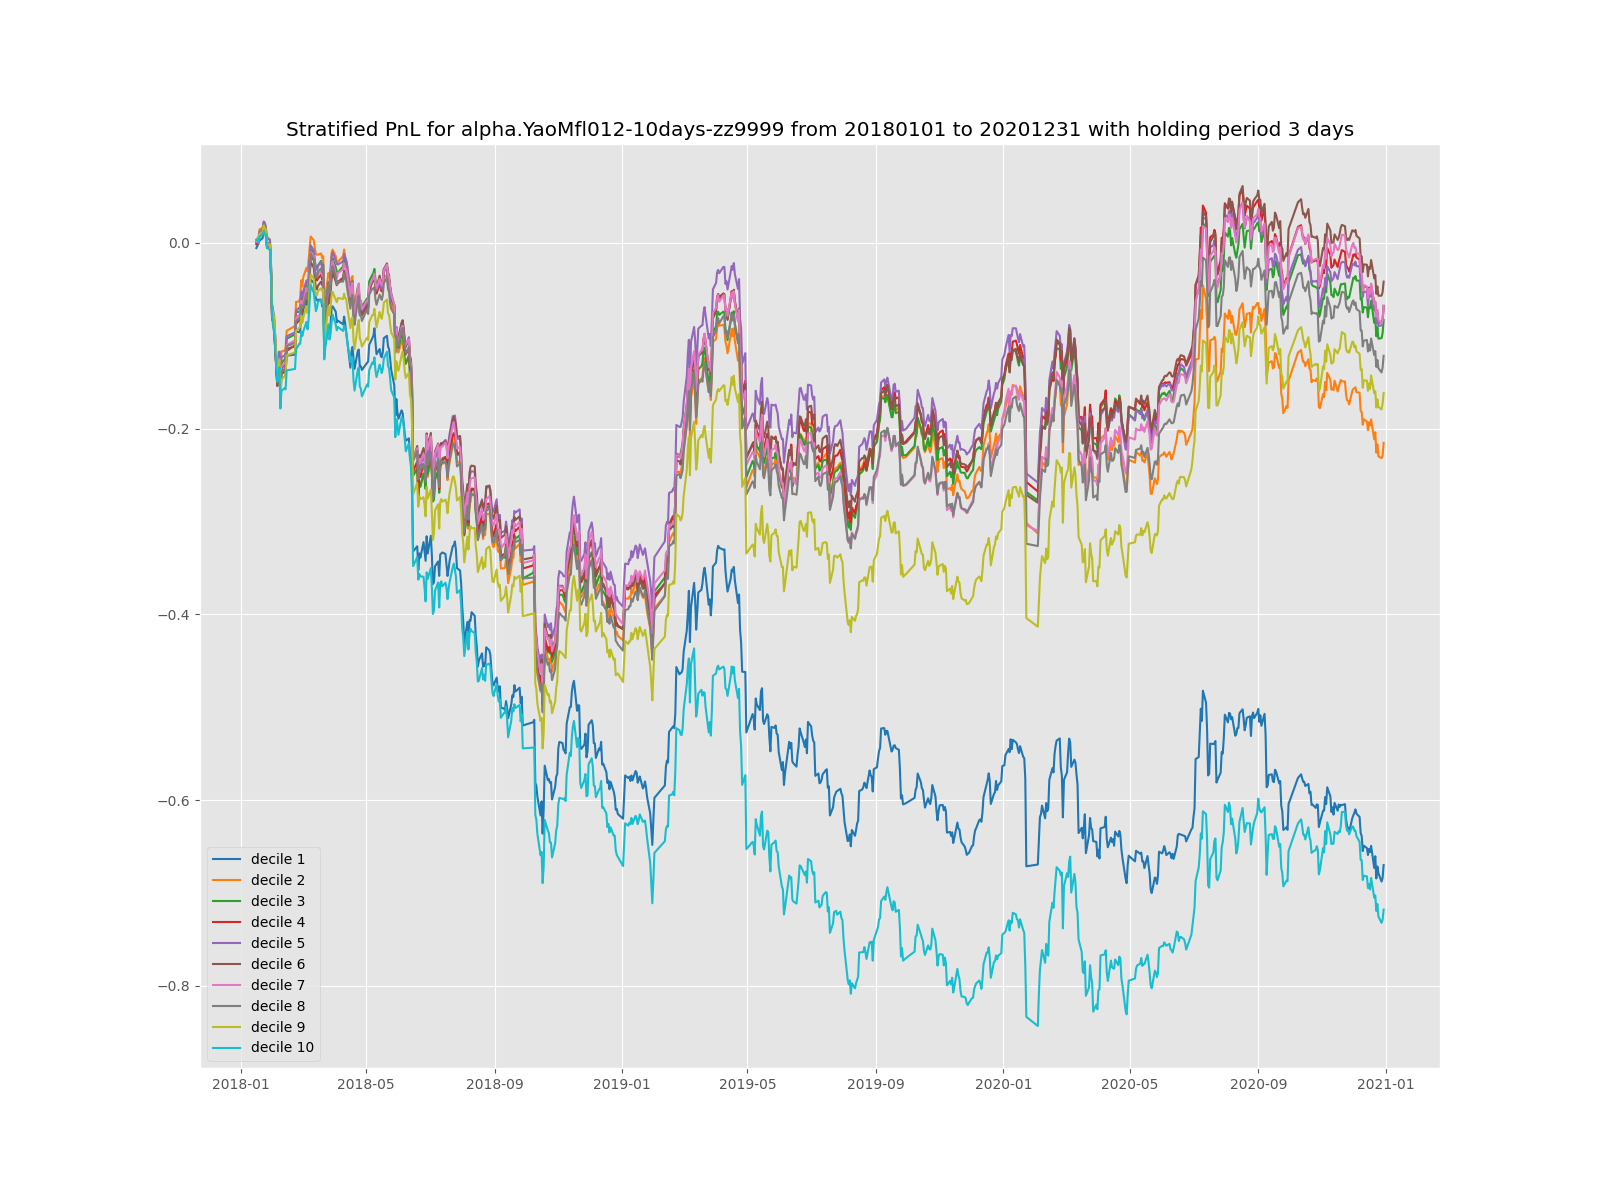 Stratified PnL for alpha.YaoMfl012-10days-zz9999 from 20180101 to 20201231 with holding period 3 days
0.0
−0.2
−0.4
−0.6
−0.8
decile 1
decile 2
decile 3
decile 4
decile 5
decile 6
decile 7
decile 8
decile 9
decile 10
2018-01 2018-05 2018-09 2019-01 2019-05 2019-09 2020-01 2020-05 2020-09 2021-01